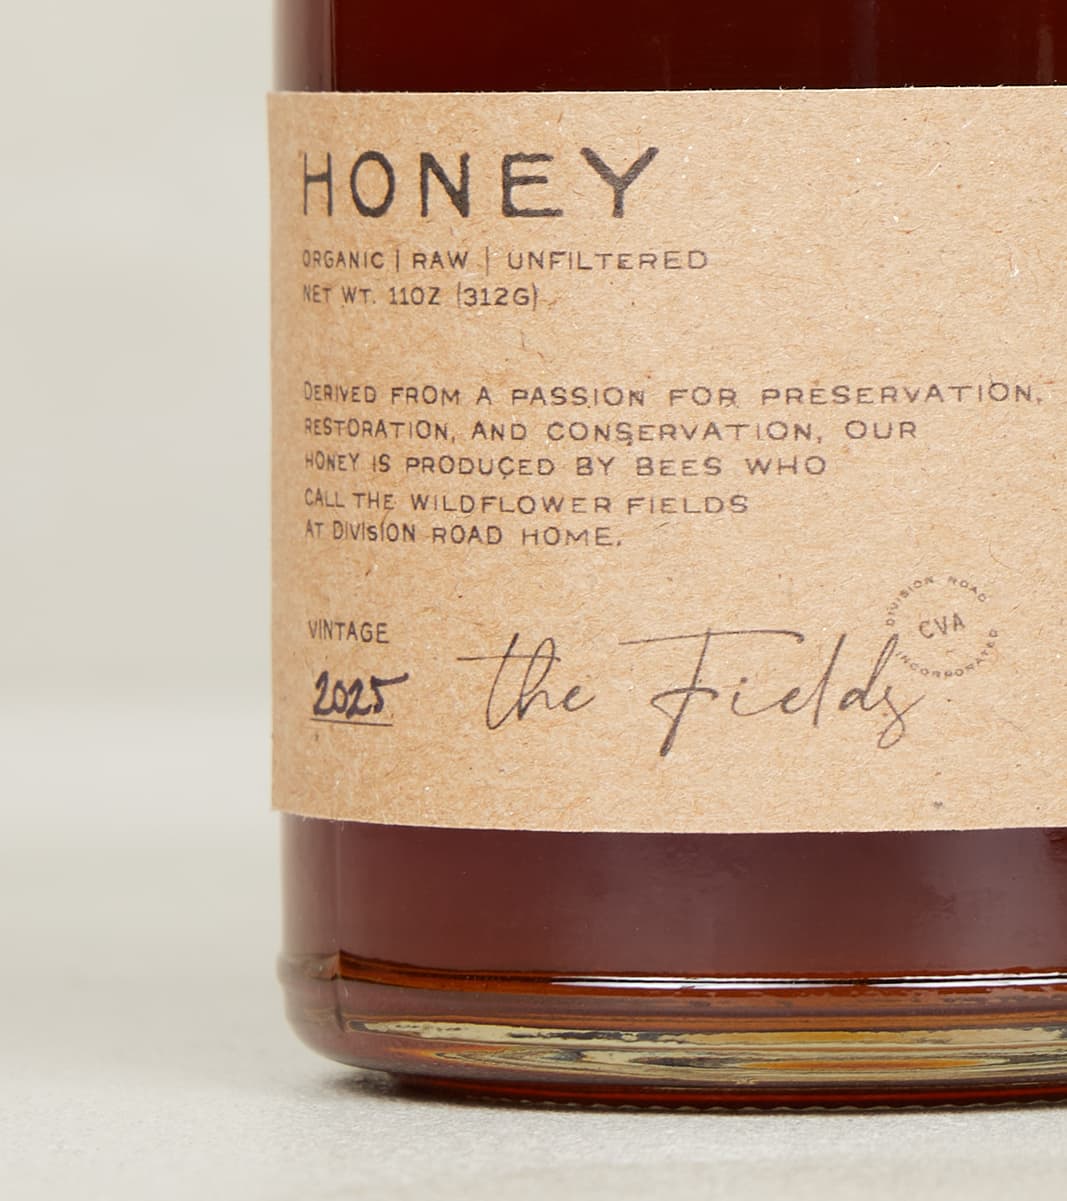 HONEY
ORGANIC | RAW | UNFILTERED
NET WT. 11OZ (312G)
DERIVED FROM A PASSION FOR PRESERVATION,
RESTORATION, AND CONSERVATION, OUR
HONEY IS PRODUCED BY BEES WHO
CALL THE WILDFLOWER FIELDS
AT DIVISION ROAD HOME.
VINTAGE
2025
the Fields
DIVISION ROAD
CVA
INCORPORATED